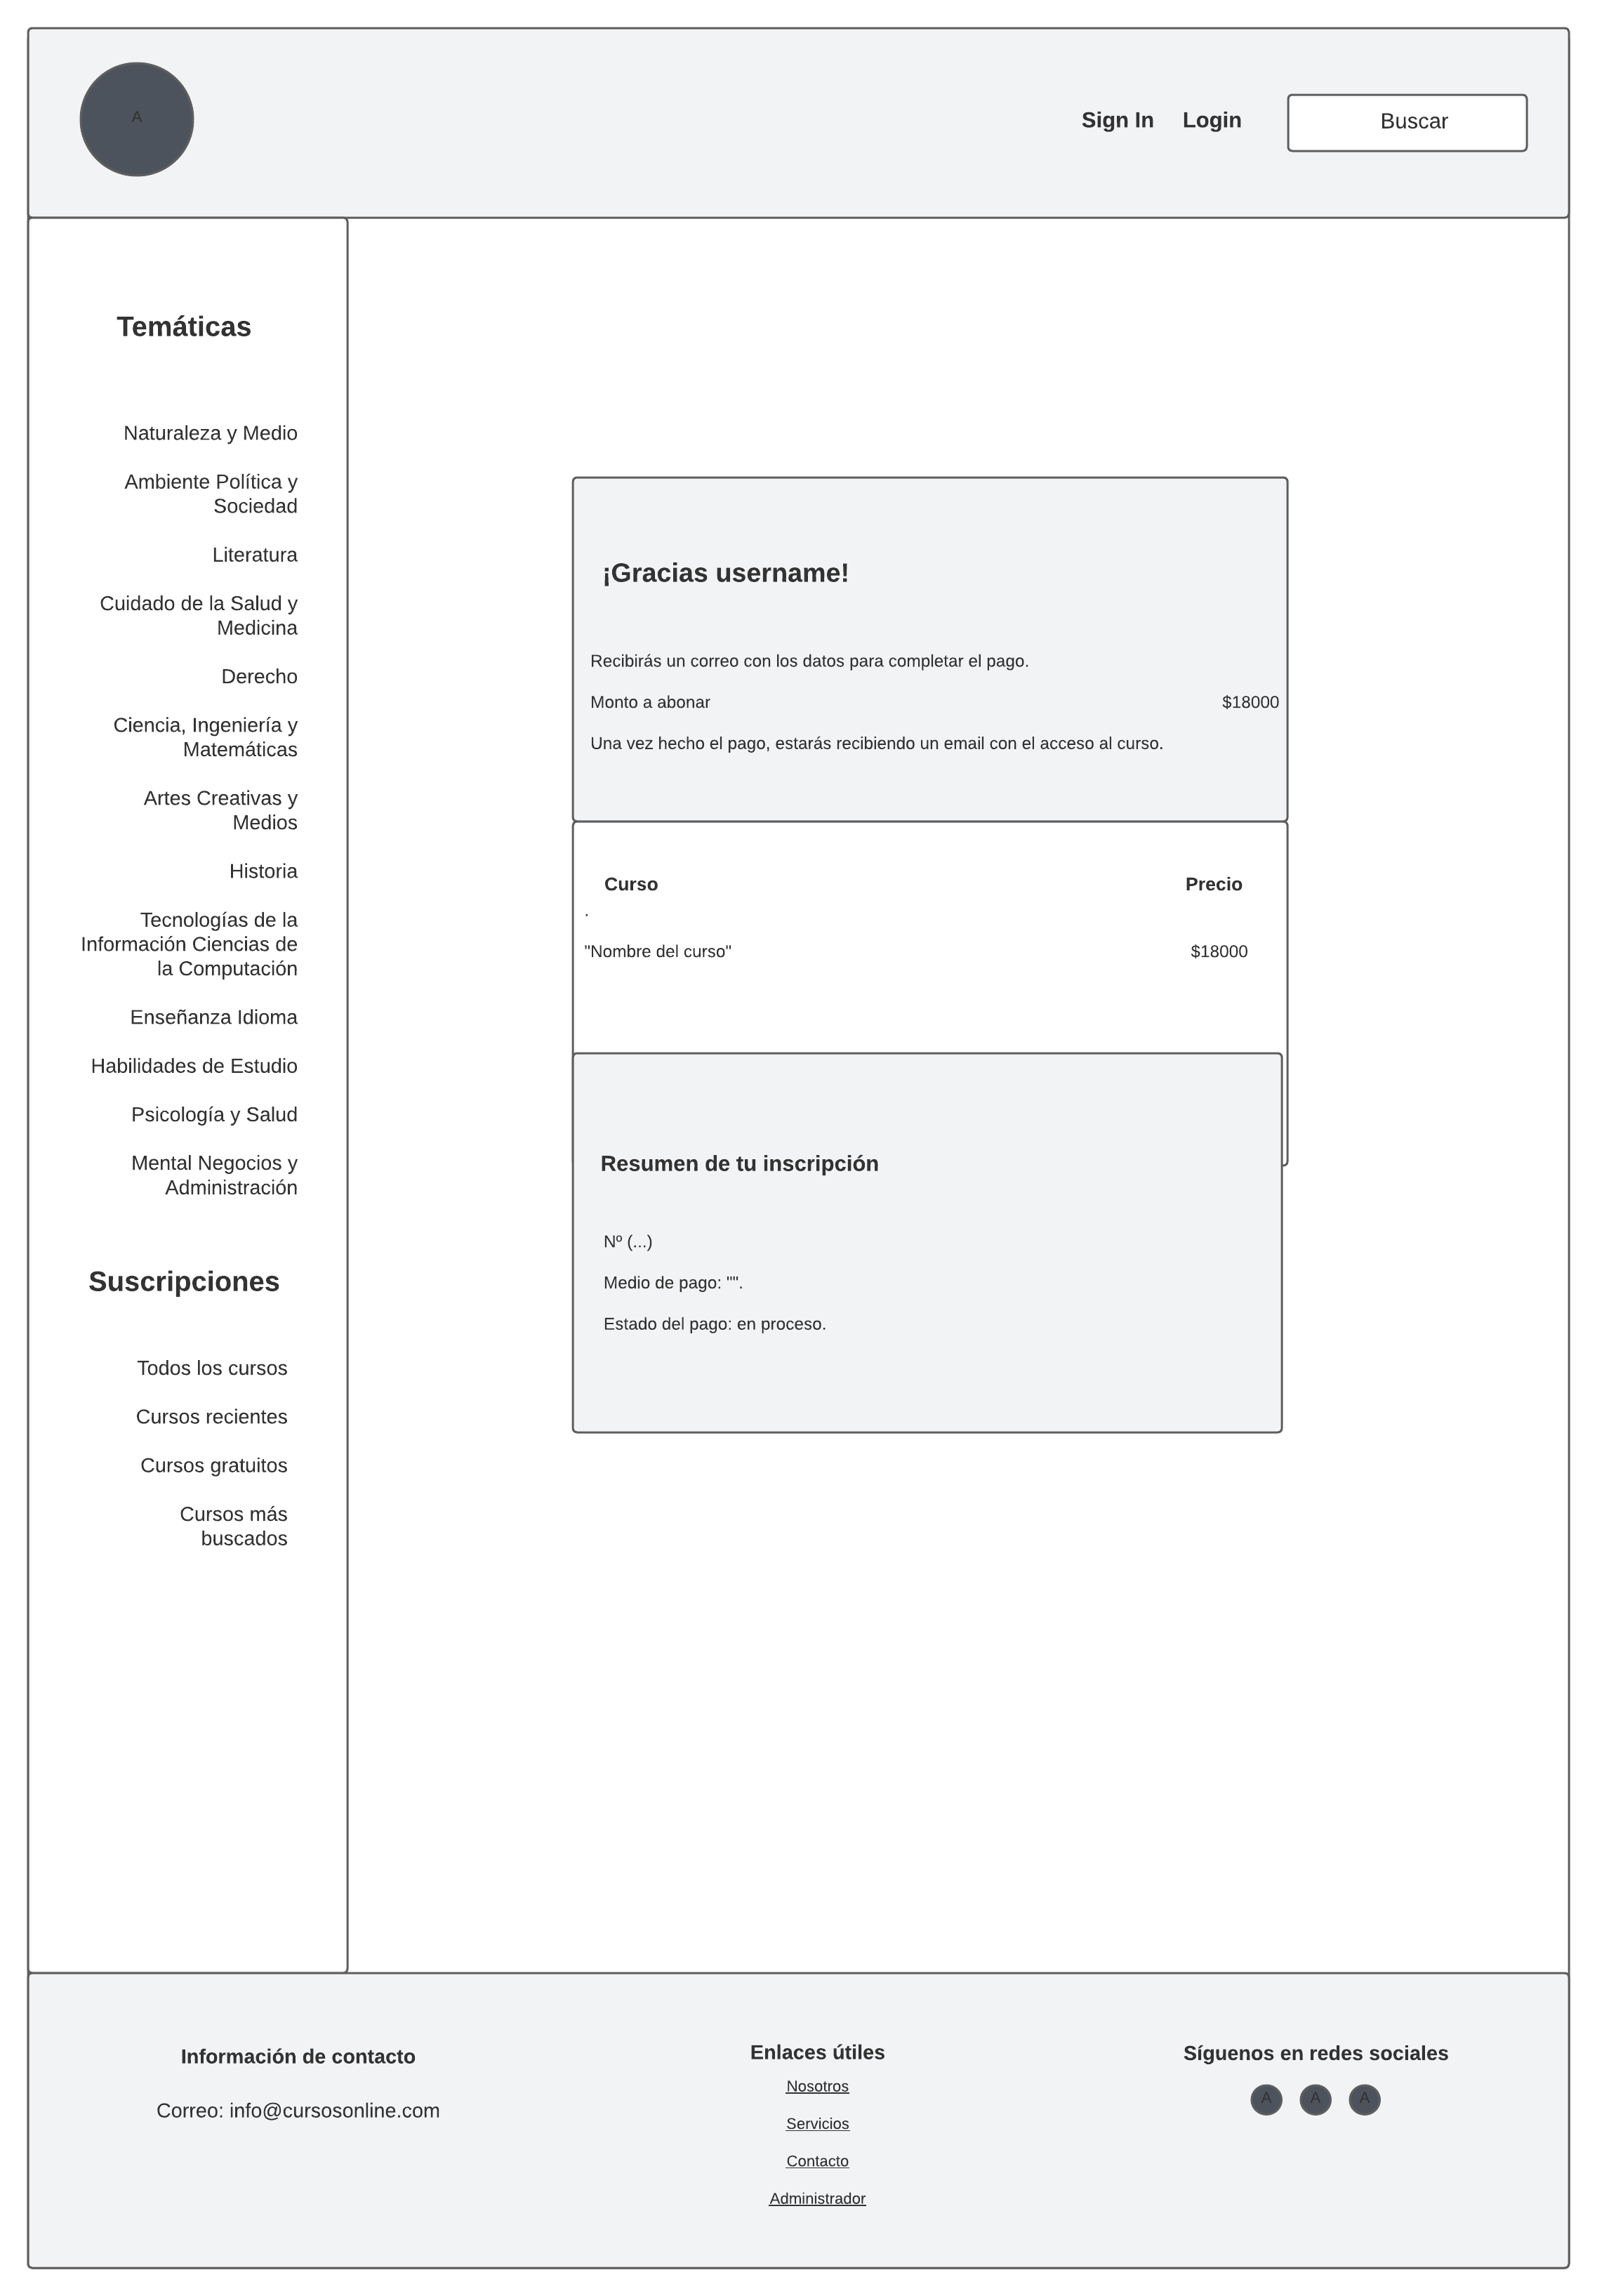 A
Sign In
Login
Buscar
Temáticas
Naturaleza y Medio
Ambiente Política y
Sociedad
Literatura
Cuidado de la Salud y
Medicina
Derecho
Ciencia, Ingeniería y
Matemáticas
Artes Creativas y
Medios
Historia
Tecnologías de la
Información Ciencias de
la Computación
Enseñanza Idioma
Habilidades de Estudio
Psicología y Salud
Mental Negocios y
Administración
Suscripciones
Todos los cursos
Cursos recientes
Cursos gratuitos
Cursos más
buscados
¡Gracias username!
Recibirás un correo con los datos para completar el pago.
Monto a abonar $18000
Una vez hecho el pago, estarás recibiendo un email con el acceso al curso.
Curso Precio
.
"Nombre del curso" $18000
Resumen de tu inscripción
Nº (...)
Medio de pago: "".
Estado del pago: en proceso.
Información de contacto
Correo: info@cursosonline.com
Enlaces útiles
Nosotros
Servicios
Contacto
Administrador
Síguenos en redes sociales
A A A